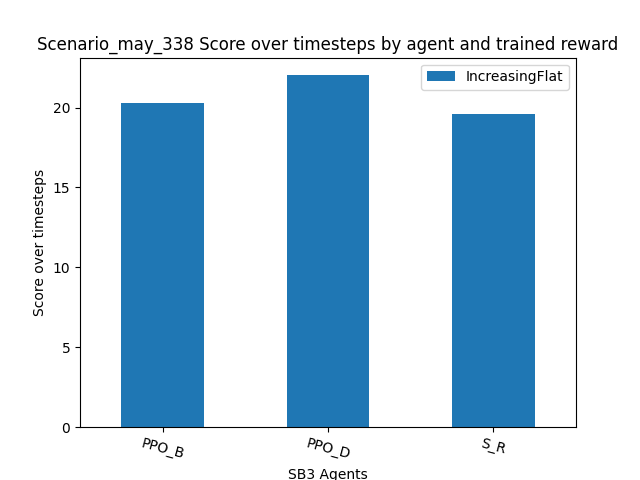 Scenario_may_338 Score over timesteps by agent and trained reward
IncreasingFlat
Score over timesteps
20
15
10
5
0
PPO_B
PPO_D
S_R
SB3 Agents